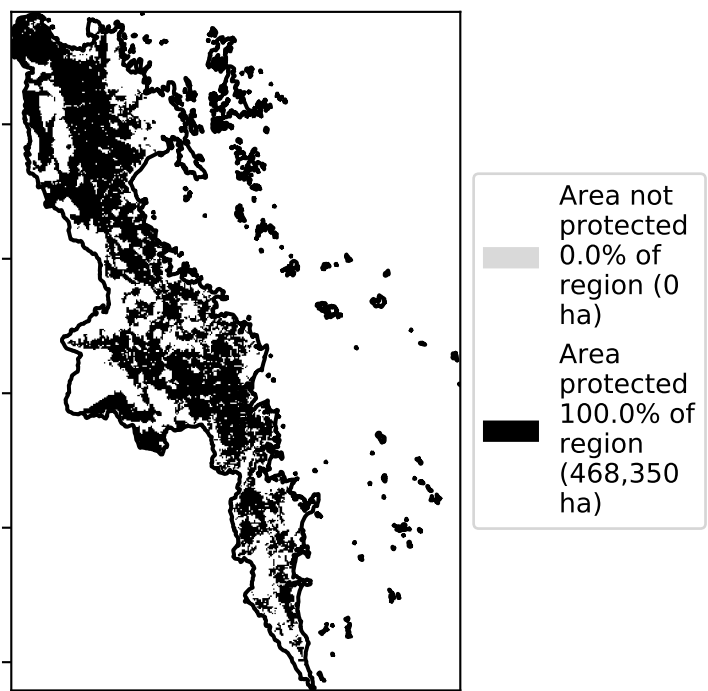 Area not
protected
0.0% of
region (0
ha)
Area
protected
100.0% of
region
(468,350
ha)